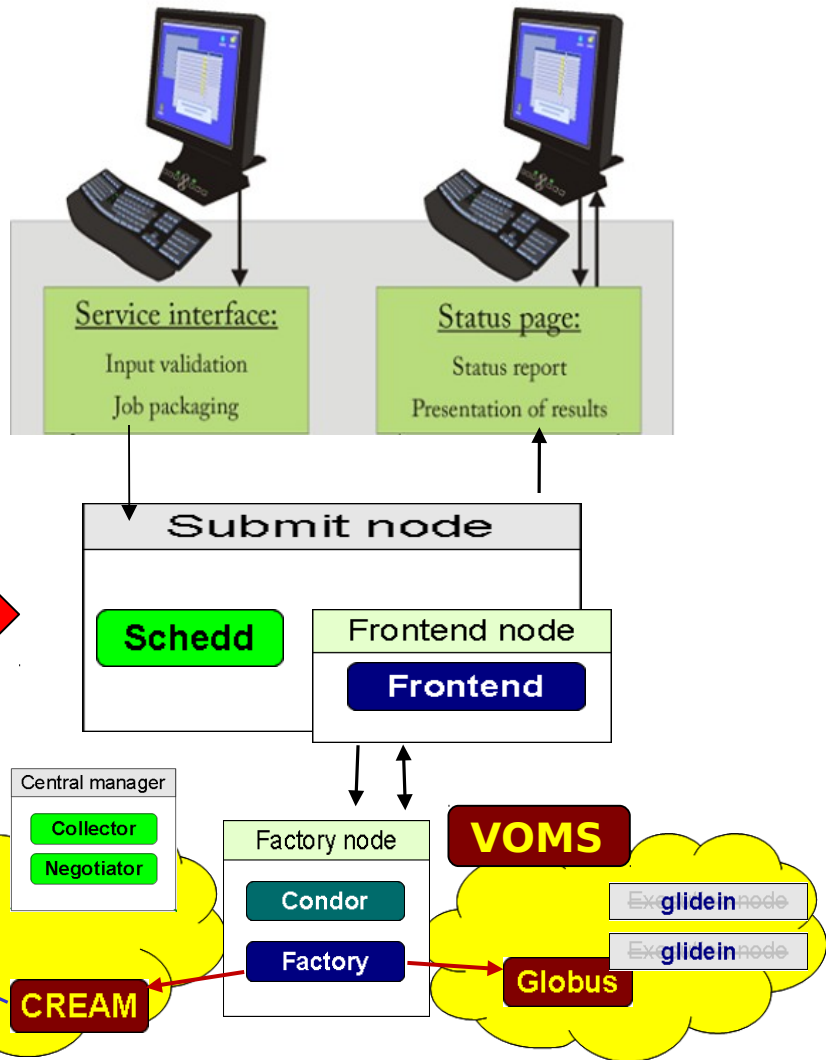 Service interface:
Input validation
Job packaging
Status page:
Status report
Presentation of results
Submit node
Schedd
Frontend node
Frontend
Central manager
Collector
Negotiator
Factory node
Condor
Factory
VOMS
glidein
glidein
Globus
CREAM